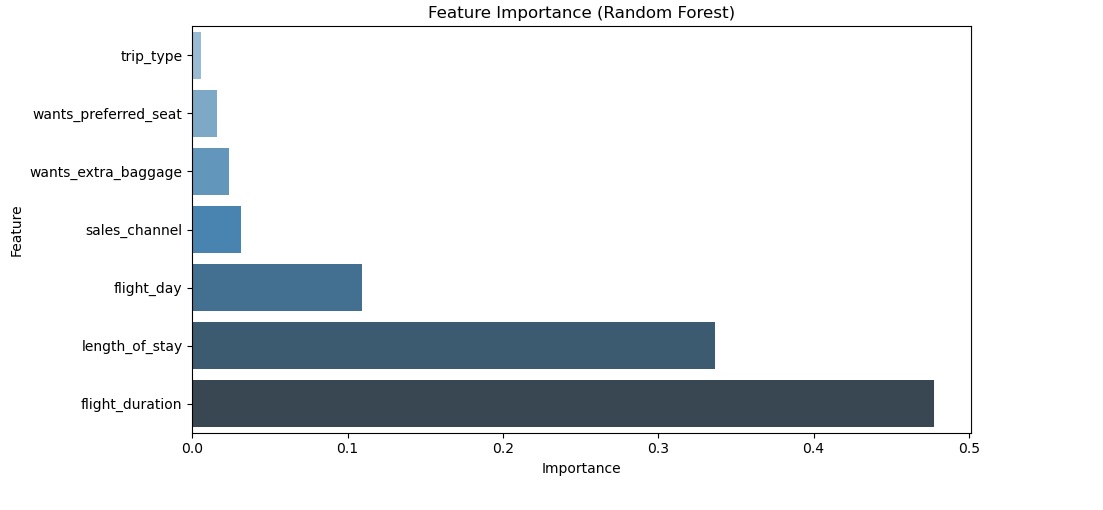 Feature Importance (Random Forest)
trip_type
wants_preferred_seat
wants_extra_baggage
sales_channel
flight_day
length_of_stay
flight_duration
Feature
0.0 0.1 0.2 0.3 0.4 0.5
Importance